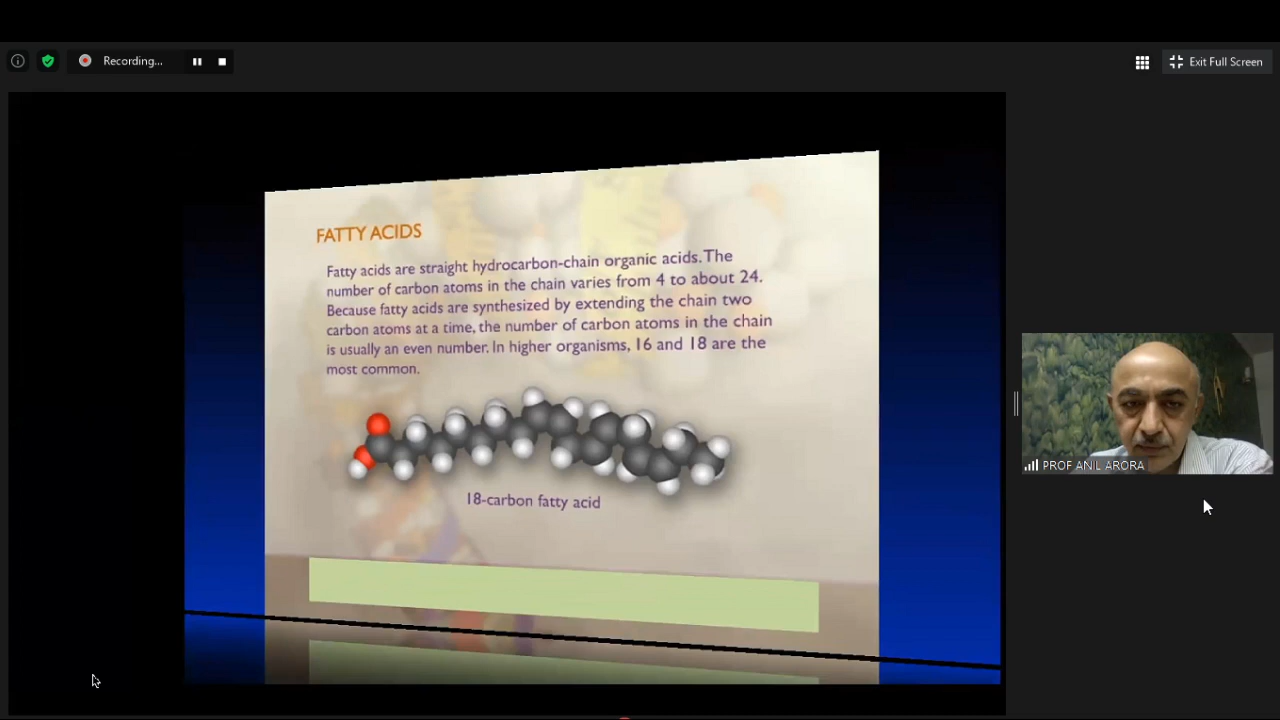 Recording...
Exit Full Screen
FATTY ACIDS
Fatty acids are straight hydrocarbon-chain organic acids. The
number of carbon atoms in the chain varies from 4 to about 24.
Because fatty acids are synthesized by extending the chain two
carbon atoms at a time, the number of carbon atoms in the chain
is usually an even number. In higher organisms, 16 and 18 are the
most common.
18-carbon fatty acid
PROF ANIL ARORA